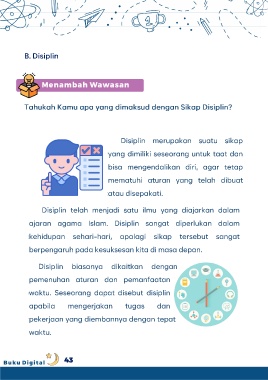 B. Disiplin
Menambah Wawasan
Tahukah Kamu apa yang dimaksud dengan Sikap Disiplin?
Disiplin merupakan suatu sikap
yang dimiliki seseorang untuk taat dan
bisa mengendalikan diri, agar tetap
mematuhi aturan yang telah dibuat
atau disepakati.
Disiplin telah menjadi satu ilmu yang diajarkan dalam
ajaran agama Islam. Disiplin sangat diperlukan dalam
kehidupan sehari-hari, apalagi sikap tersebut sangat
berpengaruh pada kesuksesan kita di masa depan.
Disiplin biasanya dikaitkan dengan
pemenuhan aturan dan pemanfaatan
waktu. Seseorang dapat disebut disiplin
apabila mengerjakan tugas dan
pekerjaan yang diembannya dengan tepat
waktu.
Buku Digital 43